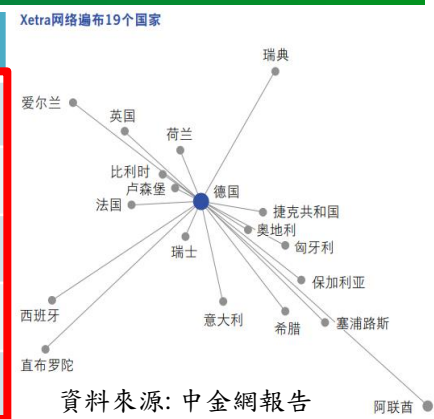 Xetra网络遍布19个国家
瑞典
爱尔兰
英国
荷兰
比利时
卢森堡
德国
法国
捷克共和国
奥地利
匈牙利
瑞士
保加利亚
西班牙
意大利
希腊
塞浦路斯
直布罗陀
資料來源: 中金網報告
阿联酋